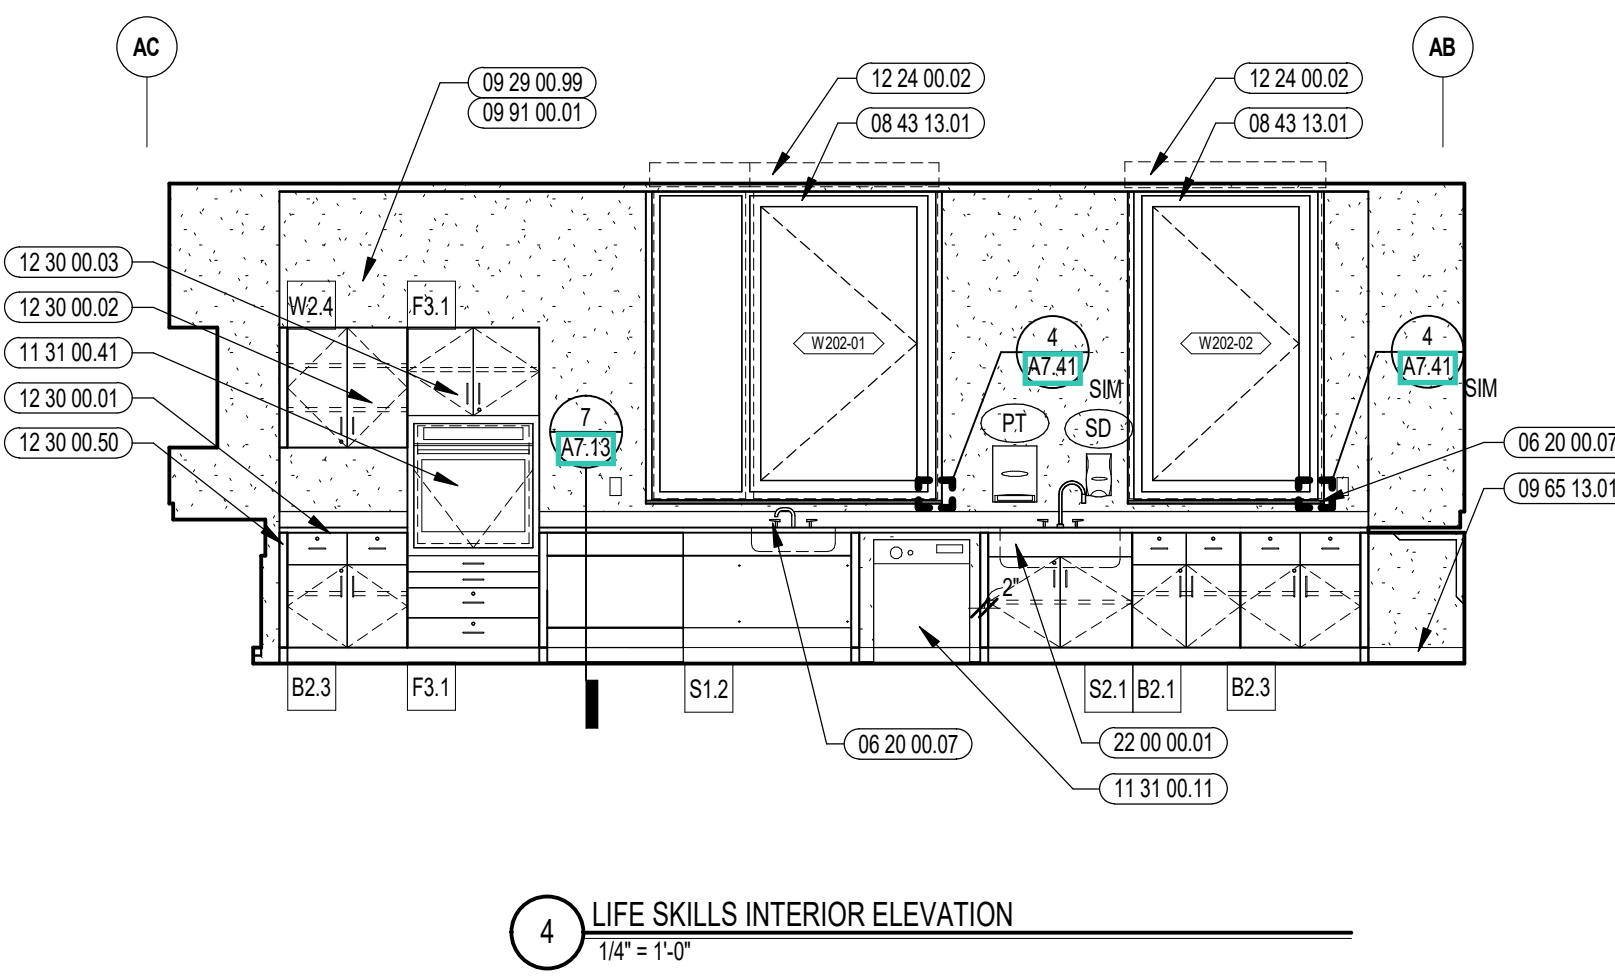 AC
AB
09 29 00.99
09 91 00.01
12 24 00.02
08 43 13.01
12 24 00.02
08 43 13.01
12 30 00.03
12 30 00.02
11 31 00.41
12 30 00.01
12 30 00.50
W2.4
F3.1
W202-01
W202-02
4
A7.41
SIM
4
A7.41
SIM
7
A7.13
PT
SD
06 20 00.07
09 65 13.01
2"
B2.3
F3.1
S1.2
S2.1
B2.1
B2.3
06 20 00.07
22 00 00.01
11 31 00.11
4
LIFE SKILLS INTERIOR ELEVATION
1/4" = 1'-0"